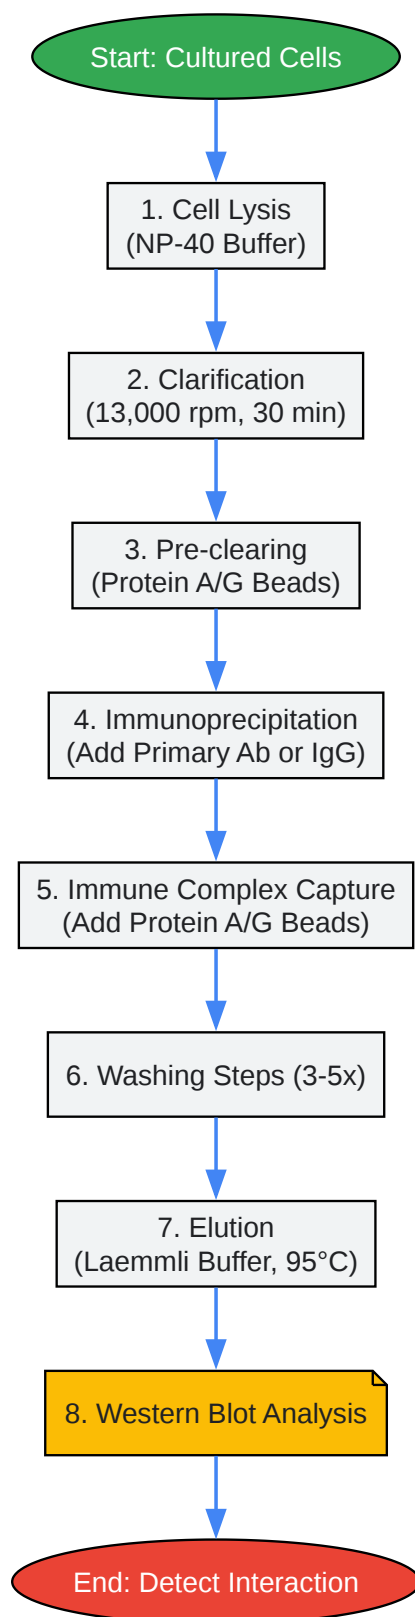 Start: Cultured Cells
1. Cell Lysis
(NP-40 Buffer)
2. Clarification
(13,000 rpm, 30 min)
3. Pre-clearing
(Protein A/G Beads)
4. Immunoprecipitation
(Add Primary Ab or IgG)
5. Immune Complex Capture
(Add Protein A/G Beads)
6. Washing Steps (3-5x)
7. Elution
(Laemmli Buffer, 95°C)
8. Western Blot Analysis
End: Detect Interaction